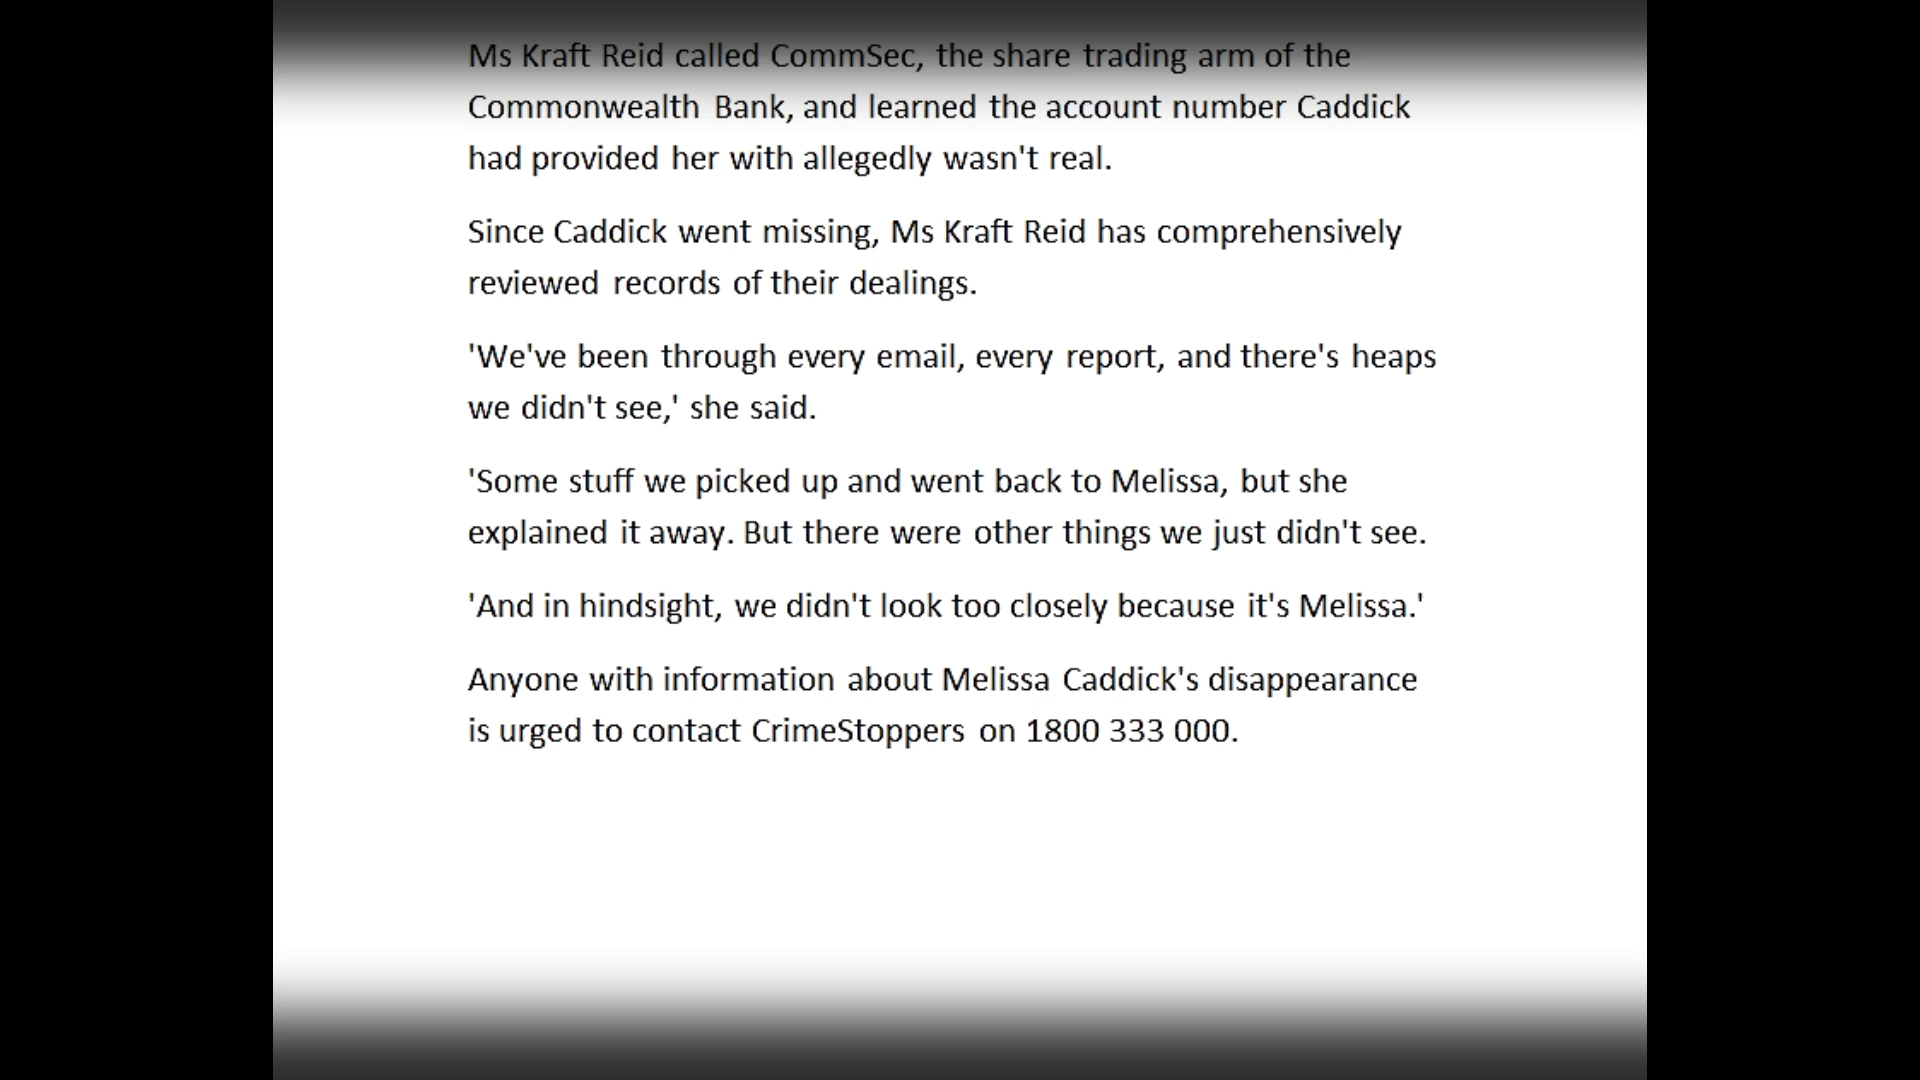 Ms Kraft Reid called CommSec, the share trading arm of the
Commonwealth Bank, and learned the account number Caddick
had provided her with allegedly wasn't real.
Since Caddick went missing, Ms Kraft Reid has comprehensively
reviewed records of their dealings.
'We've been through every email, every report, and there's heaps
we didn't see,' she said.
'Some stuff we picked up and went back to Melissa, but she
explained it away. But there were other things we just didn't see.
'And in hindsight, we didn't look too closely because it's Melissa.'
Anyone with information about Melissa Caddick's disappearance
is urged to contact CrimeStoppers on 1800 333 000.